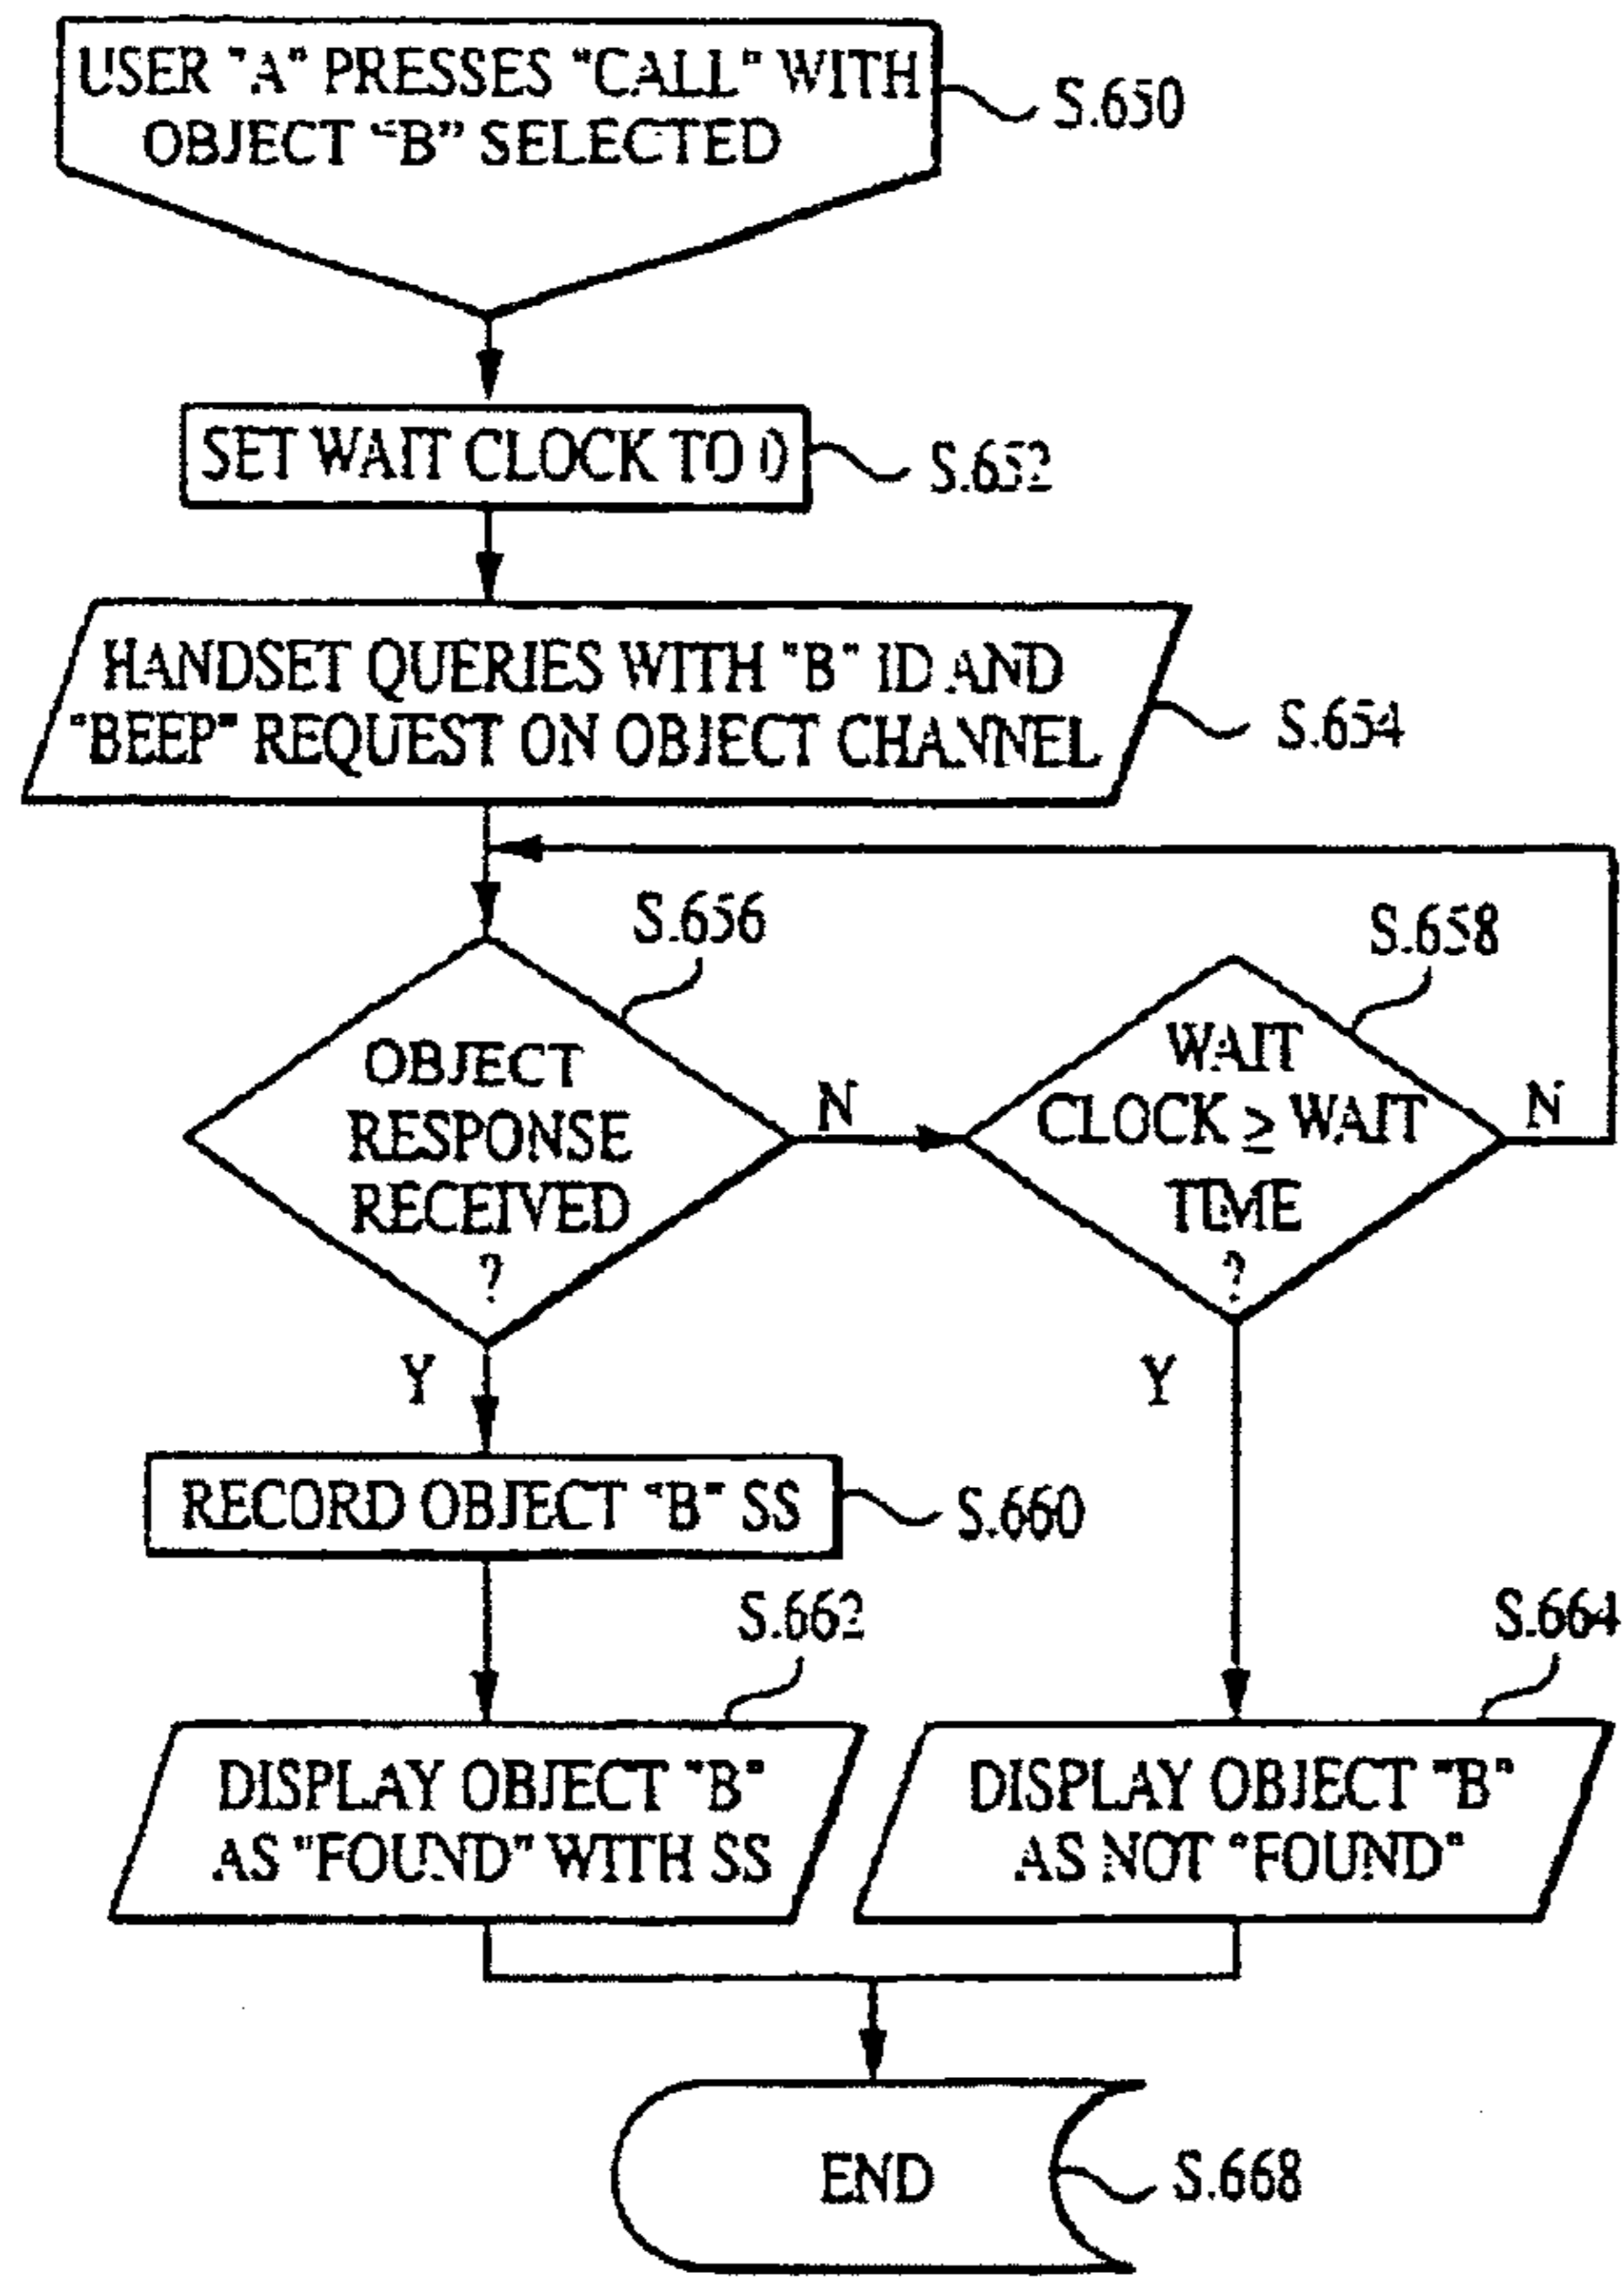 USER "A" PRESSES "CALL" WITH
OBJECT "B" SELECTED
S.650
SET WAIT CLOCK TO 0
S.652
HANDSET QUERIES WITH "B" ID AND
"BEEP" REQUEST ON OBJECT CHANNEL
S.654
S.656
OBJECT
RESPONSE
RECEIVED
?
N
Y
S.658
WAIT
CLOCK ≥ WAIT
TIME
?
N
Y
RECORD OBJECT "B" SS
S.660
S.662
DISPLAY OBJECT "B"
AS "FOUND" WITH SS
S.664
DISPLAY OBJECT "B"
AS NOT "FOUND"
END
S.668